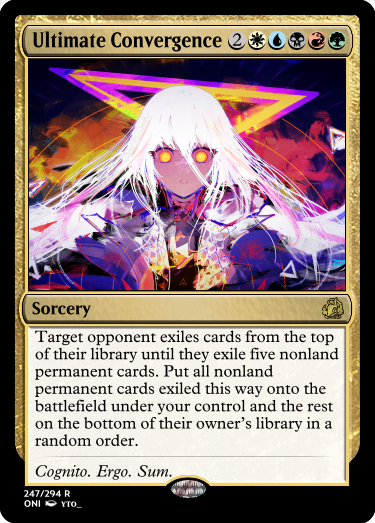 Ultimate Convergence 2
Sorcery
Target opponent exiles cards from the top
of their library until they exile five nonland
permanent cards. Put all nonland
permanent cards exiled this way onto the
battlefield under your control and the rest
on the bottom of their owner's library in a
random order.
Cognito. Ergo. Sum.
247/294 R
ONI YTO_